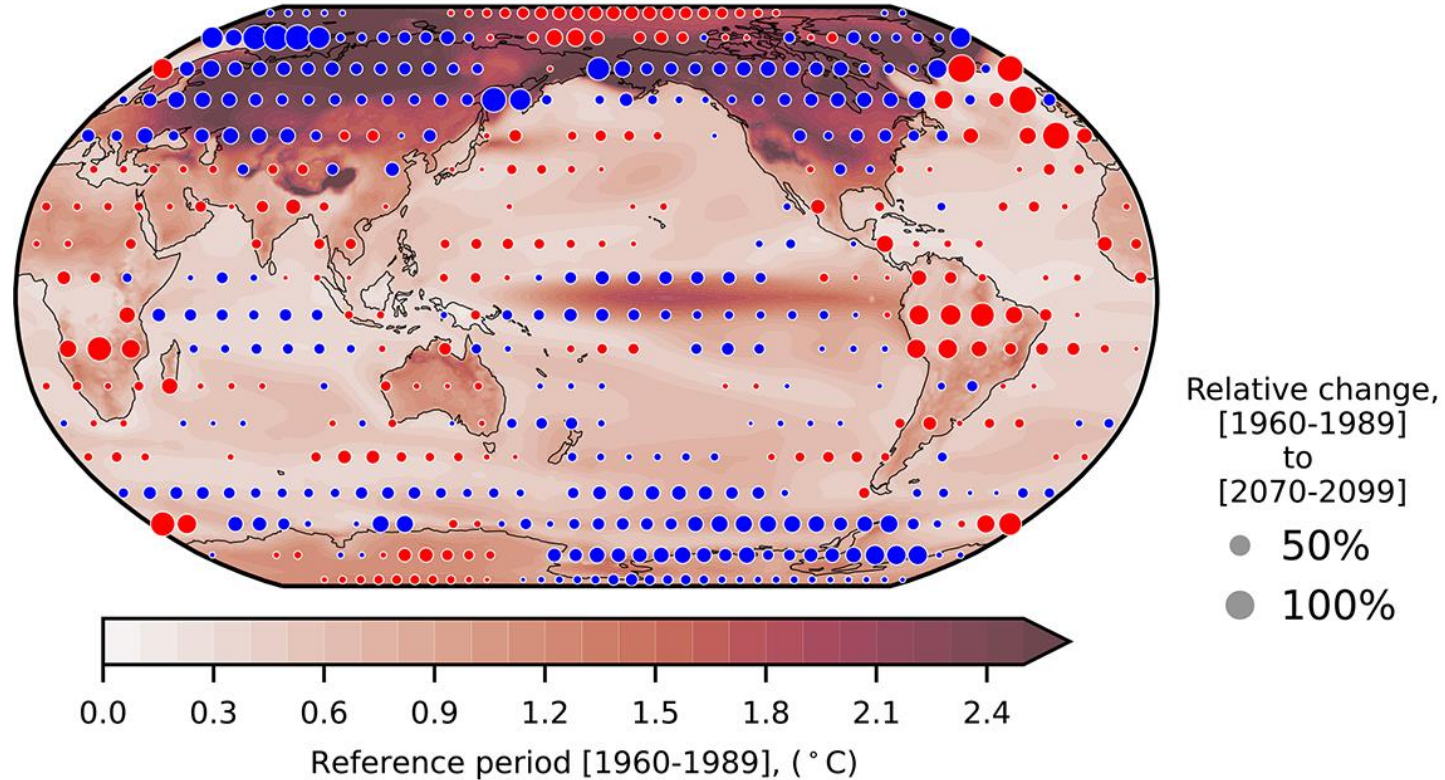 Relative change,
[1960-1989]
to
[2070-2099]
50%
100%
0.0 0.3 0.6 0.9 1.2 1.5 1.8 2.1 2.4
Reference period [1960-1989], (°C)